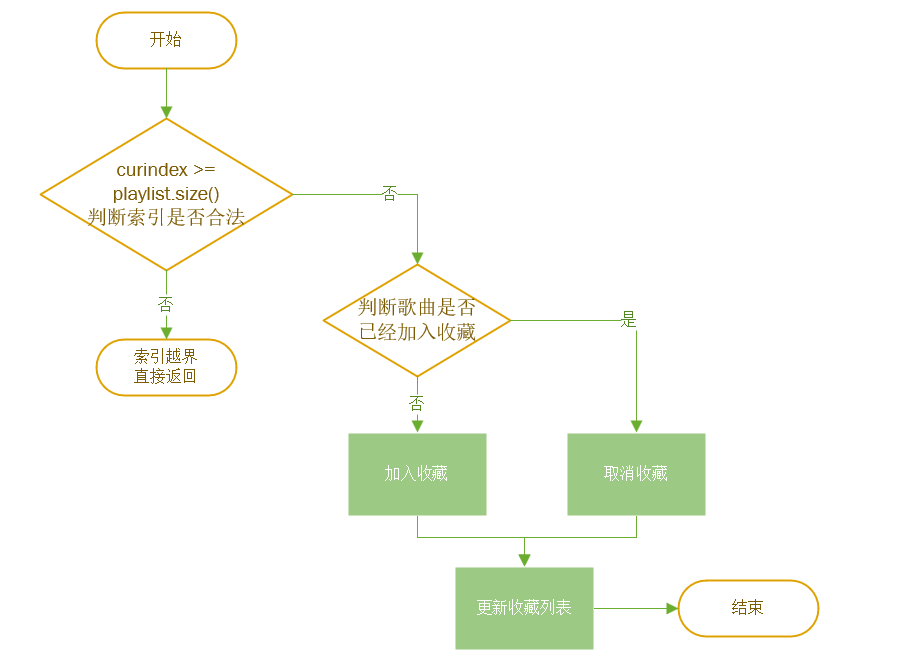 开始
curindex >=
playlist.size()
判断索引是否合法
否
否
索引越界
直接返回
判断歌曲是否
已经加入收藏
是
否
加入收藏
取消收藏
更新收藏列表
结束